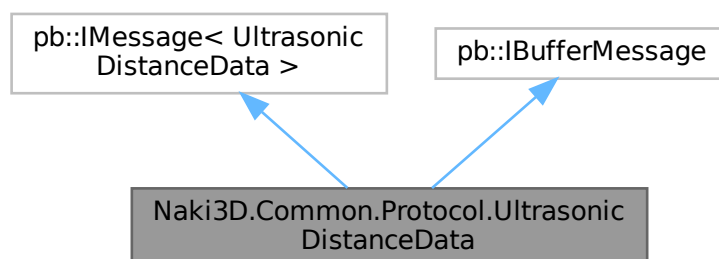 pb::IMessage< Ultrasonic
DistanceData >
pb::IBufferMessage
Naki3D.Common.Protocol.Ultrasonic
DistanceData